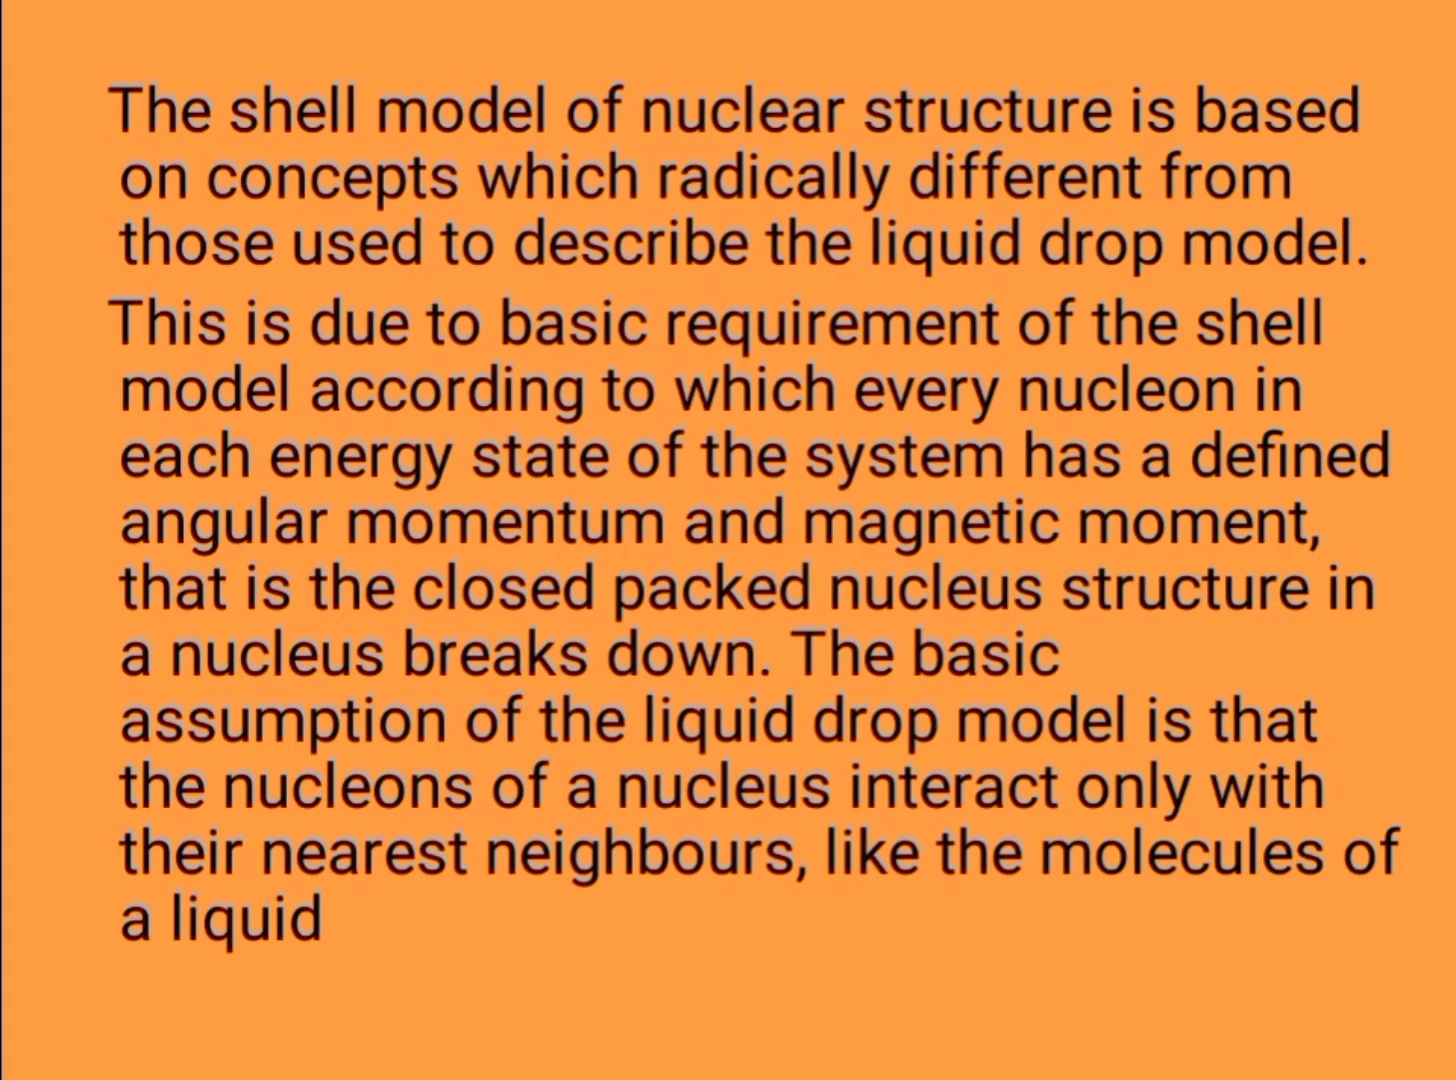 The shell model of nuclear structure is based
on concepts which radically different from
those used to describe the liquid drop model.
This is due to basic requirement of the shell
model according to which every nucleon in
each energy state of the system has a defined
angular momentum and magnetic moment,
that is the closed packed nucleus structure in
a nucleus breaks down. The basic
assumption of the liquid drop model is that
the nucleons of a nucleus interact only with
their nearest neighbours, like the molecules of
a liquid